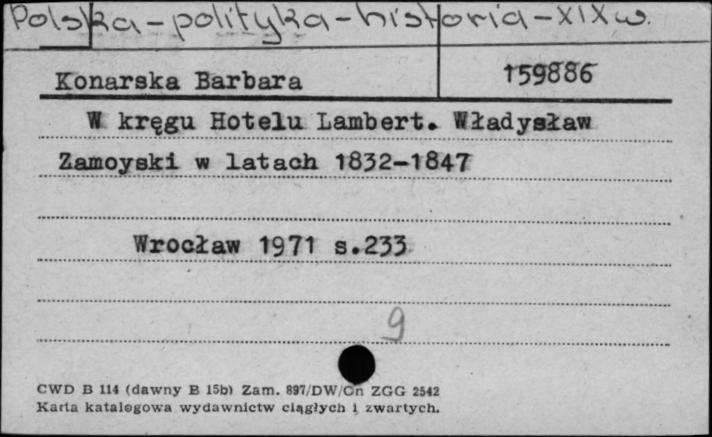 Polska - polityka - historia - XIX w.
Konarska Barbara 159886
W kręgu Hotelu Lambert. Władysław
Zamoyski w latach 1832-1847
Wrocław 1971 s.233
9
CWD B 114 (dawny B 15b) Zam. 897/DW/Gn ZGG 2542
Karta katalogowa wydawnictw ciągłych i zwartych.